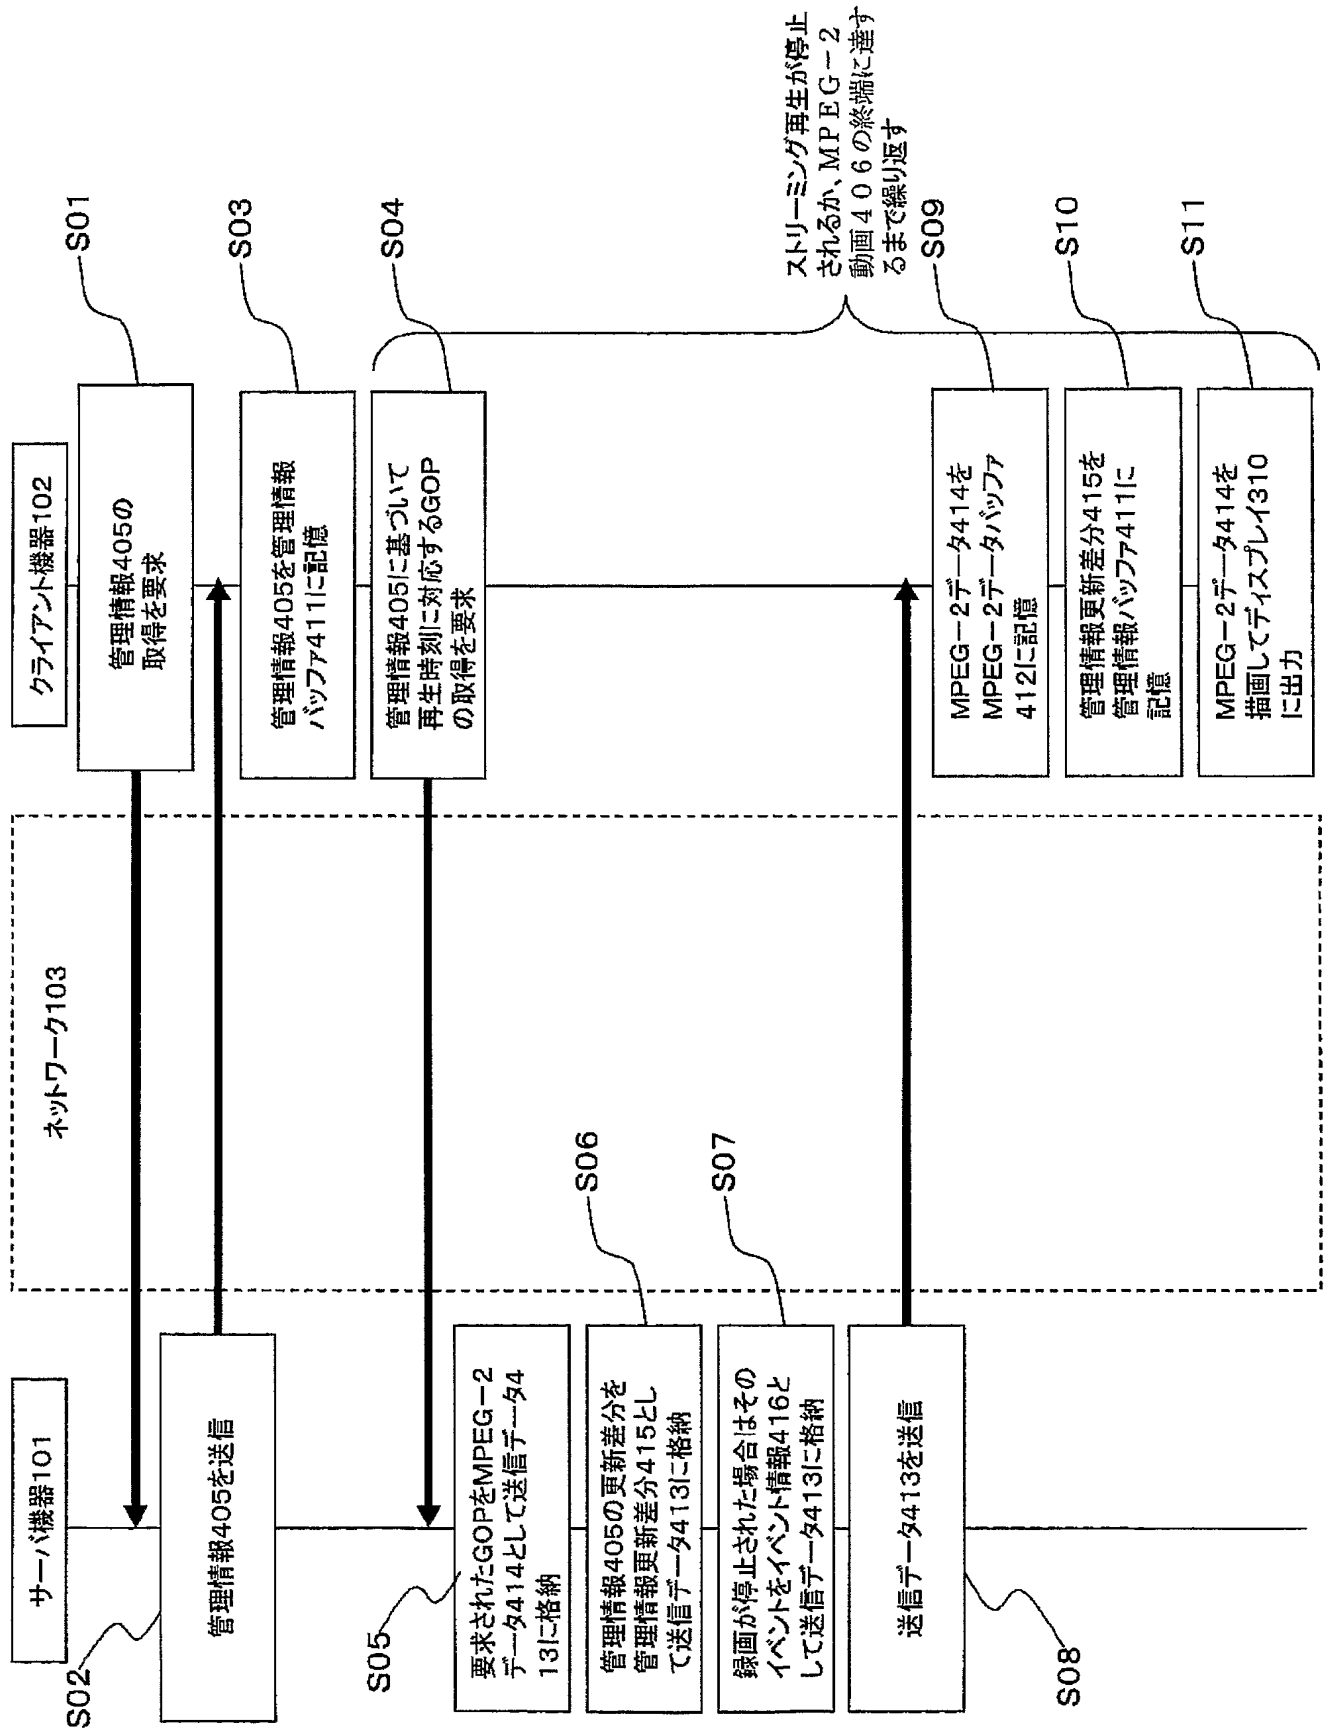 サーバ機器101
ネットワーク103
クライアント機器102
管理情報405の
取得を要求
S01
S02
管理情報405を送信
管理情報405を管理情報
バッファ411に記憶
S03
管理情報405に基づいて
再生時刻に対応するGOP
の取得を要求
S04
S05
要求されたGOPをMPEG-2
データ414として送信データ4
13に格納
管理情報405の更新差分を
管理情報更新差分415とし
て送信データ413に格納
S06
録画が停止された場合はその
イベントをイベント情報416と
して送信データ413に格納
S07
送信データ413を送信
S08
ストリーミング再生が停止
されるか、MPEG-2
動画406の終端に達す
るまで繰り返す
MPEG-2データ414を
MPEG-2データバッファ
412に記憶
S09
管理情報更新差分415を
管理情報バッファ411に
記憶
S10
MPEG-2データ414を
描画してディスプレイ310
に出力
S11